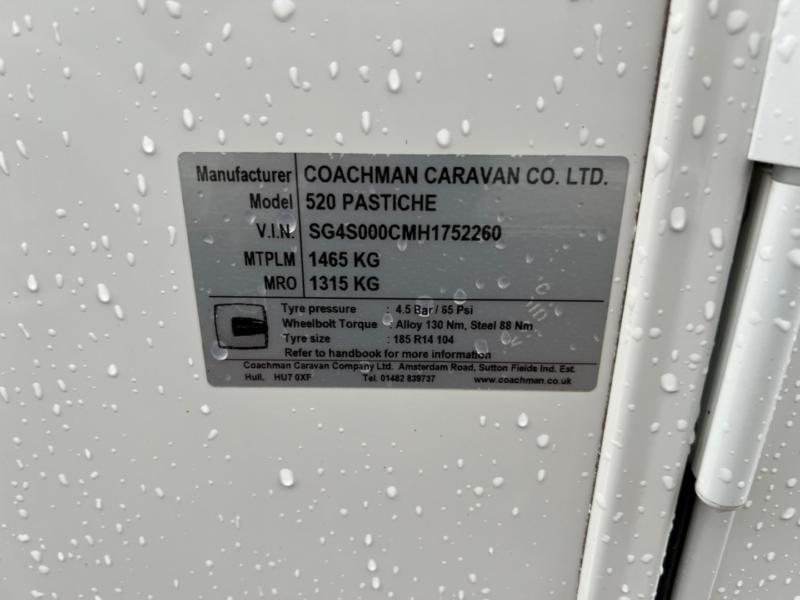 Manufacturer COACHMAN CARAVAN CO. LTD.
Model 520 PASTICHE
V.I.N. SG4S000CMH1752260
MTPLM 1465 KG
MRO 1315 KG
Tyre pressure : 4.5 Bar / 65 Psi
Wheelbolt Torque : Alloy 130 Nm, Steel 88 Nm
Tyre size : 185 R14 104
Refer to handbook for more information
Coachman Caravan Company Ltd. Amsterdam Road, Sutton Fields Ind. Est.
Hull. HU7 0XF Tel. 01482 839737 www.coachman.co.uk